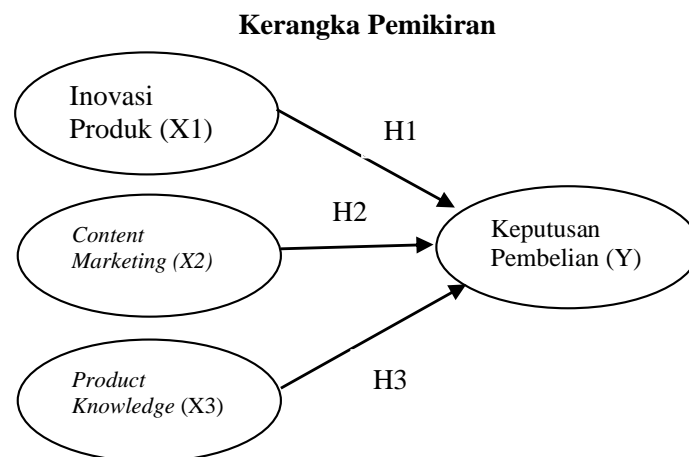 Kerangka Pemikiran
Inovasi
Produk (X1)
H1
H2
Content
Marketing (X2)
Keputusan
Pembelian (Y)
Product
Knowledge (X3)
H3